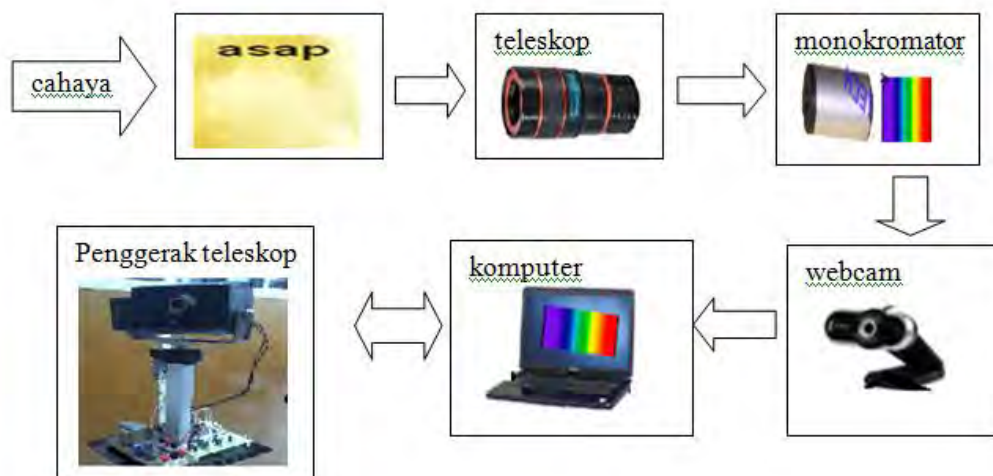 cahaya
asap
teleskop
monokromator
webcam
komputer
Penggerak teleskop